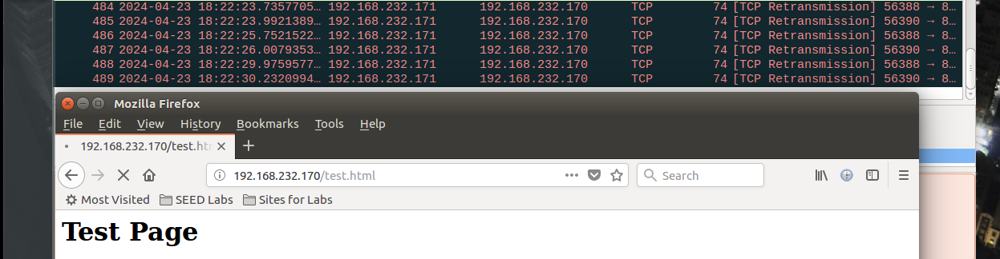 484 2024-04-23 18:22:23.7357705… 192.168.232.171 192.168.232.170 TCP 74 [TCP Retransmission] 56388 → 8…
485 2024-04-23 18:22:23.9921389… 192.168.232.171 192.168.232.170 TCP 74 [TCP Retransmission] 56390 → 8…
486 2024-04-23 18:22:25.7521522… 192.168.232.171 192.168.232.170 TCP 74 [TCP Retransmission] 56388 → 8…
487 2024-04-23 18:22:26.0079353… 192.168.232.171 192.168.232.170 TCP 74 [TCP Retransmission] 56390 → 8…
488 2024-04-23 18:22:29.9759577… 192.168.232.171 192.168.232.170 TCP 74 [TCP Retransmission] 56388 → 8…
489 2024-04-23 18:22:30.2320994… 192.168.232.171 192.168.232.170 TCP 74 [TCP Retransmission] 56390 → 8…
Mozilla Firefox
File Edit View History Bookmarks Tools Help
192.168.232.170/test.ht
192.168.232.170/test.html Search
Most Visited SEED Labs Sites for Labs
Test Page